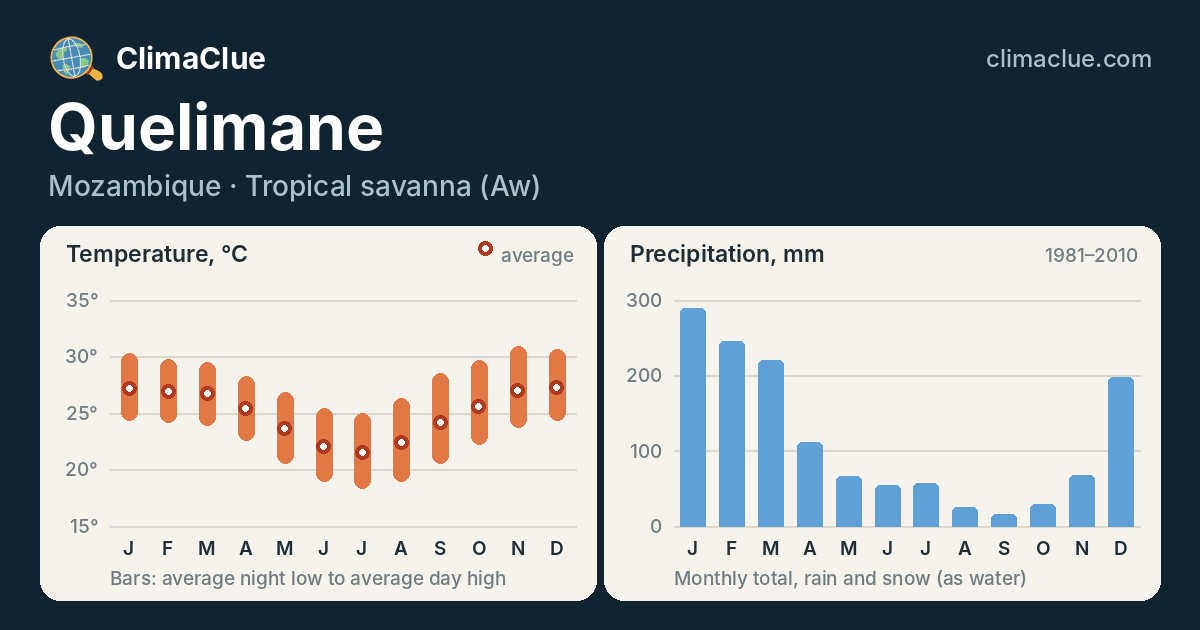 ClimaClue
climaclue.com
Quelimane
Mozambique · Tropical savanna (Aw)
Temperature, °C
average
35°
30°
25°
20°
15°
J F M A M J J A S O N D
Bars: average night low to average day high
Precipitation, mm
1981–2010
300
200
100
0
J F M A M J J A S O N D
Monthly total, rain and snow (as water)